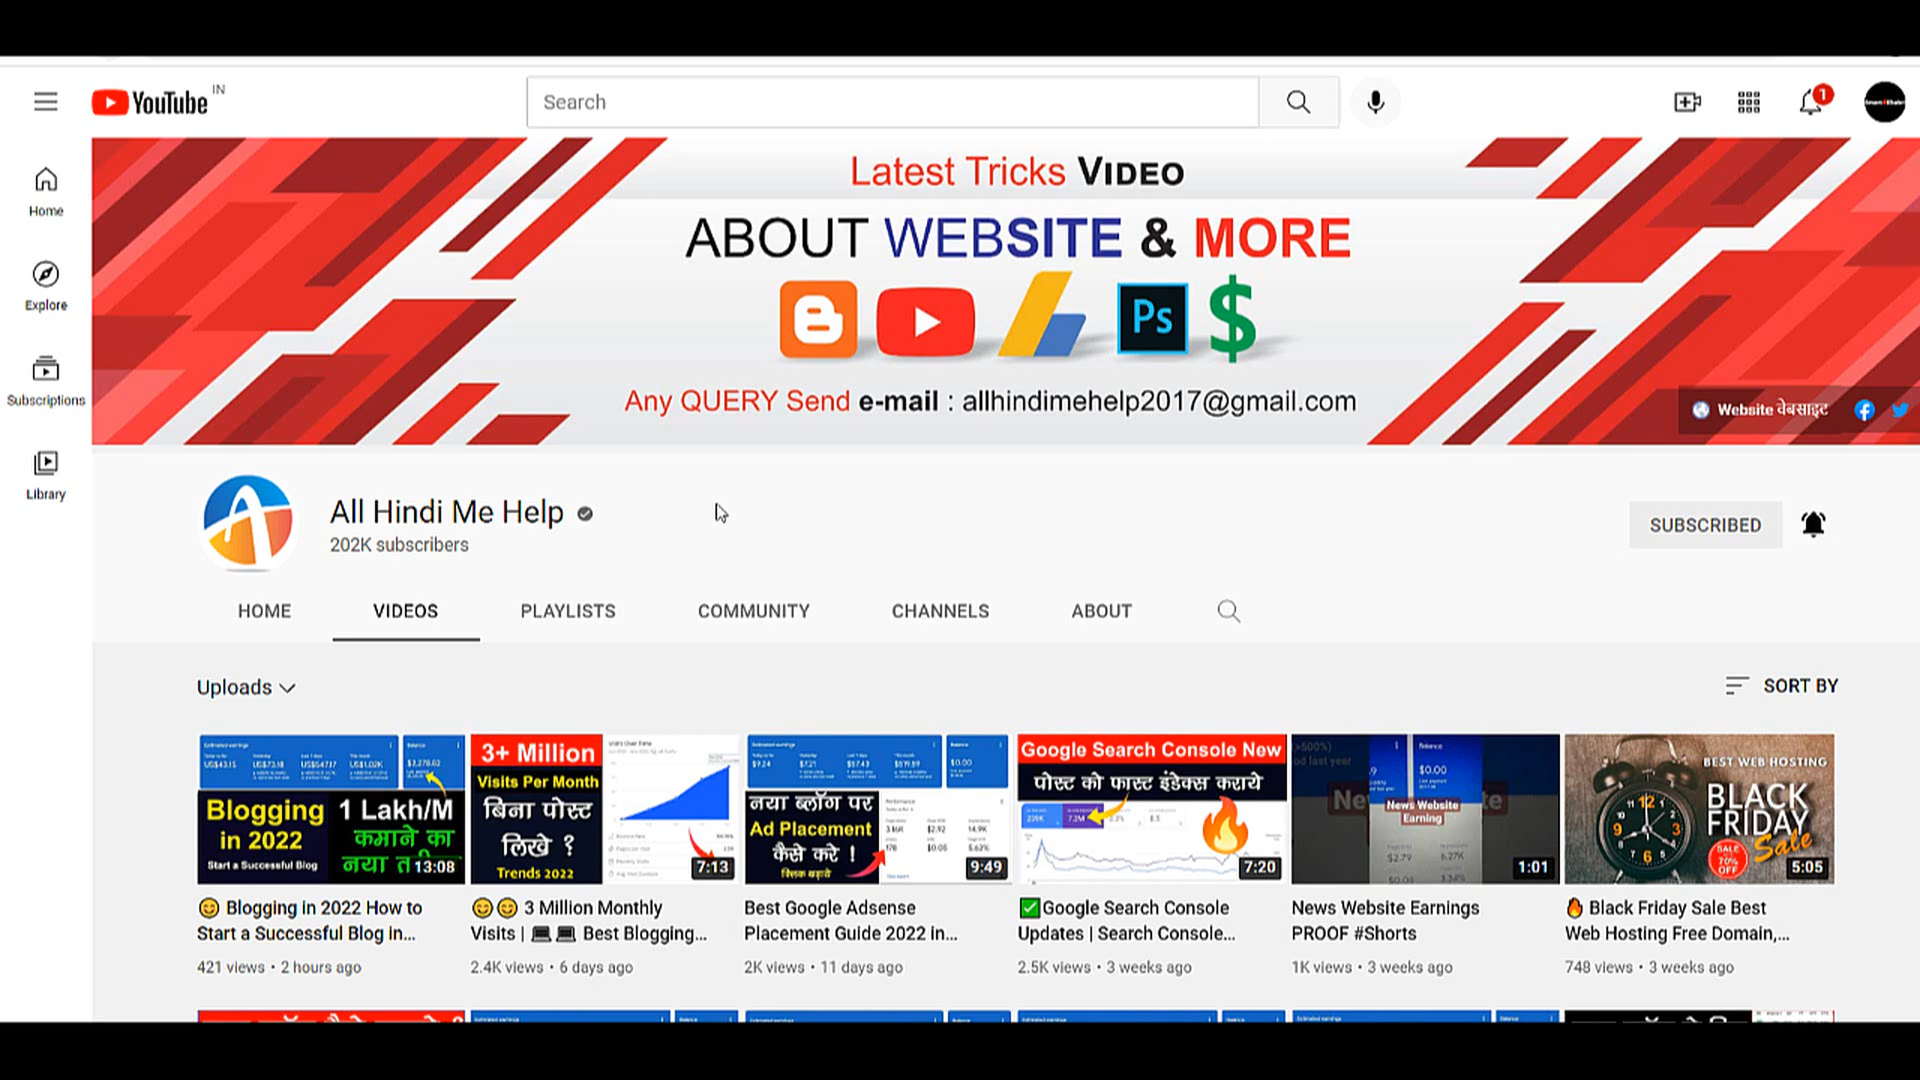 YouTube IN
Search
1
Home
Explore
Subscriptions
Library
Latest Tricks VIDEO
ABOUT WEBSITE & MORE
Ps $
Any QUERY Send e-mail : allhindimehelp2017@gmail.com
Website वेबसाइट
All Hindi Me Help
202K subscribers
SUBSCRIBED
HOME VIDEOS PLAYLISTS COMMUNITY CHANNELS ABOUT
Uploads
SORT BY
Blogging in 2022
Start a Successful Blog
1 Lakh/M
कमाने का
नया
13:08
3+ Million
Visits Per Month
बिना पोस्ट
लिखे ?
Trends 2022
7:13
नया ब्लॉग पर
Ad Placement
कैसे करे !
9:49
Google Search Console New
पोस्ट को फास्ट इंडेक्स कराये
7:20
$0.00
News Website
Earning
1:01
BEST WEB HOSTING
BLACK
FRIDAY
Sale
SALE
70%
OFF
5:05
😊 Blogging in 2022 How to
Start a Successful Blog in...
421 views • 2 hours ago
😊😊 3 Million Monthly
Visits | 💻💻 Best Blogging...
2.4K views • 6 days ago
Best Google Adsense
Placement Guide 2022 in...
2K views • 11 days ago
✅Google Search Console
Updates | Search Console...
2.5K views • 3 weeks ago
News Website Earnings
PROOF #Shorts
1K views • 3 weeks ago
🔥 Black Friday Sale Best
Web Hosting Free Domain,...
748 views • 3 weeks ago